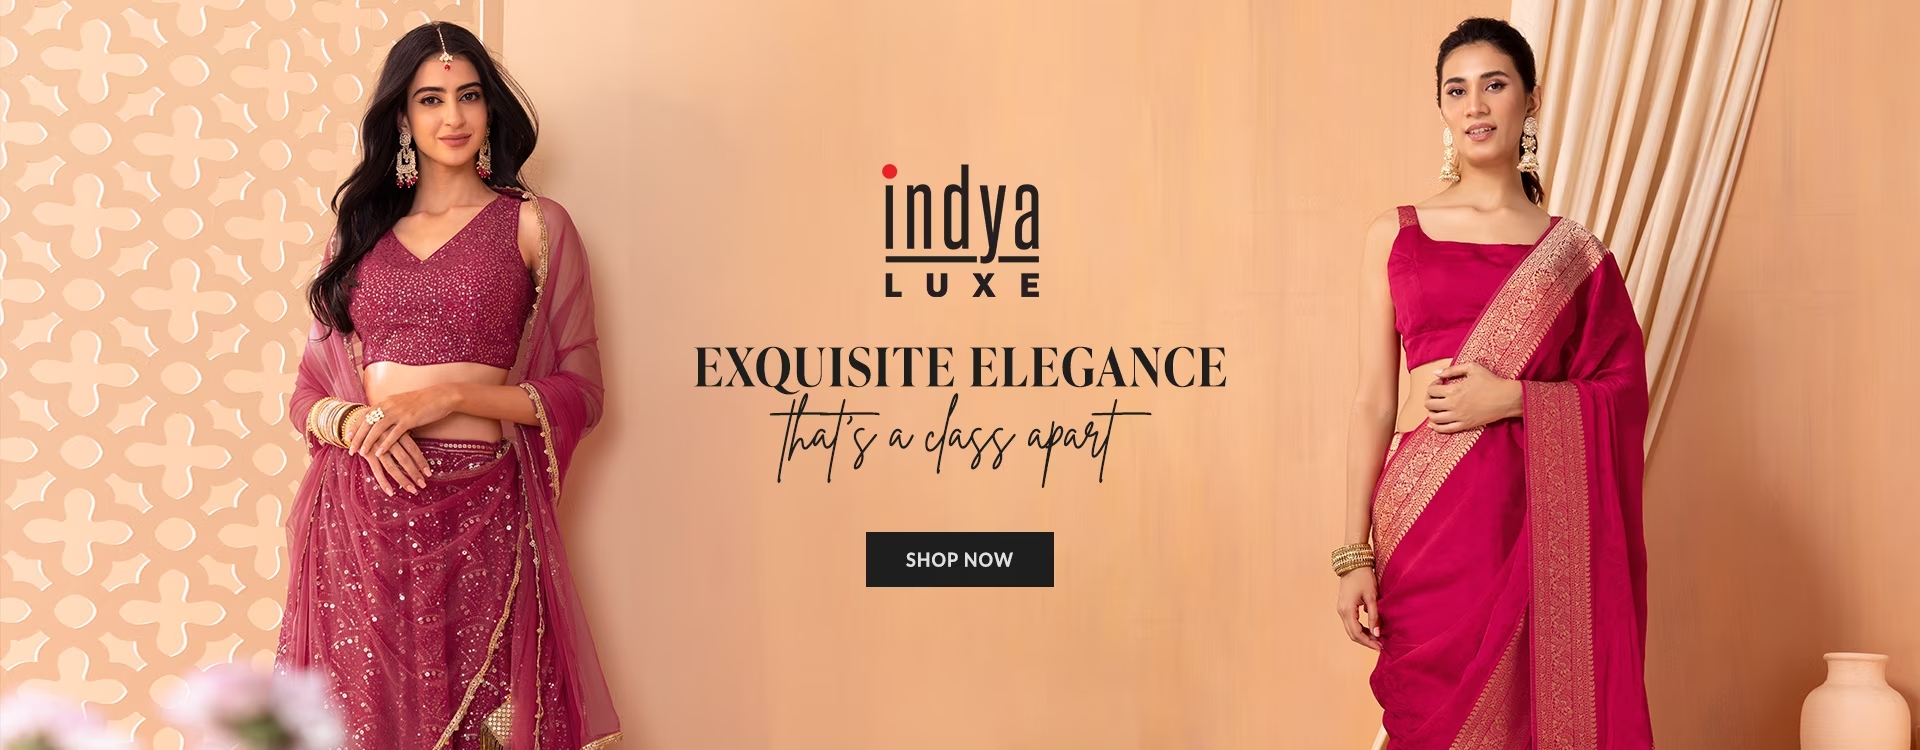 indya
LUXE
EXQUISITE ELEGANCE
that's a class apart
SHOP NOW